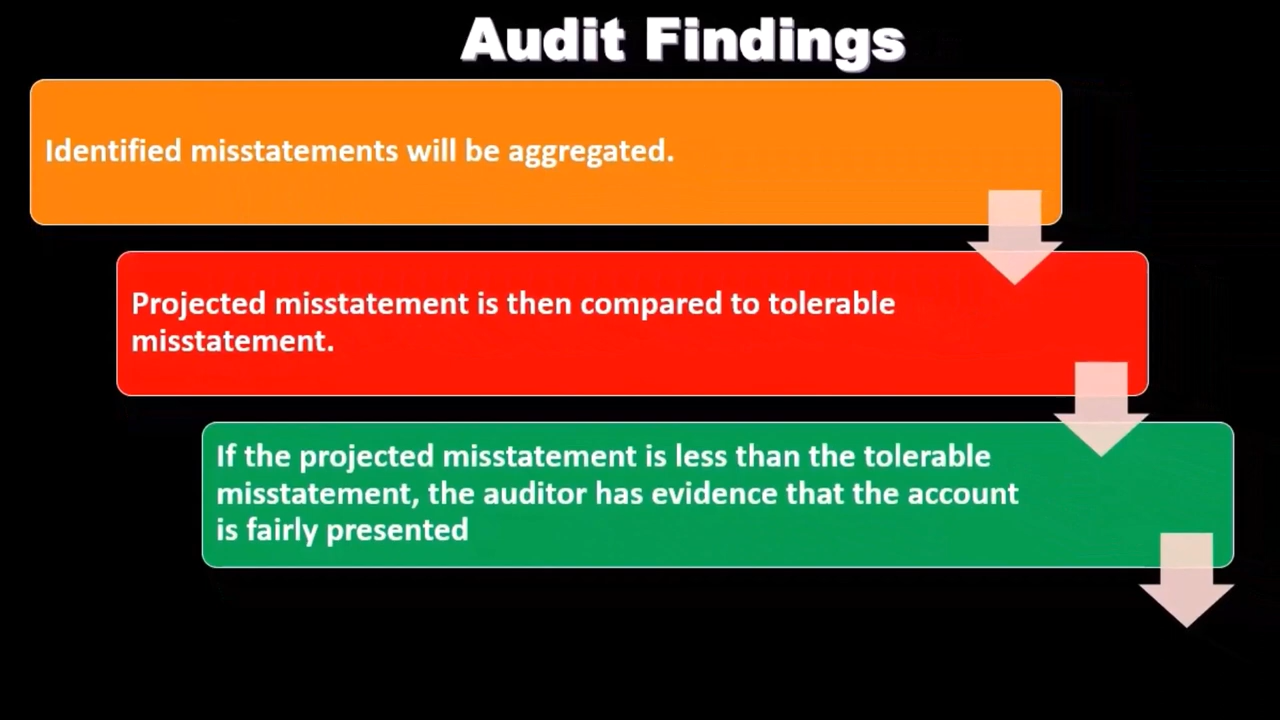 Audit Findings
Identified misstatements will be aggregated.
Projected misstatement is then compared to tolerable
misstatement.
If the projected misstatement is less than the tolerable
misstatement, the auditor has evidence that the account
is fairly presented